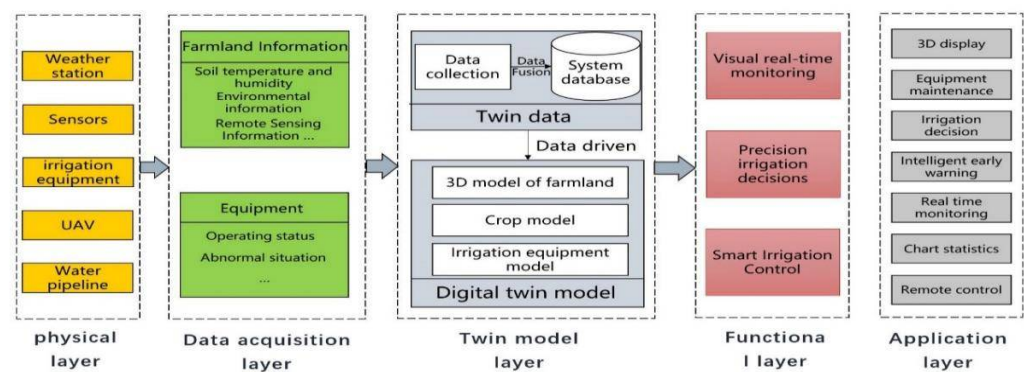 Weather
station
Sensors
irrigation
equipment
UAV
Water
pipeline
physical
layer
Farmland Information
Soil temperature and
humidity
Environmental
information
Remote Sensing
Information ...
Equipment
Operating status
Abnormal situation
...
Data acquisition
layer
Data
collection
Data
Fusion
System
database
Twin data
Data driven
3D model of farmland
Crop model
Irrigation equipment
model
Digital twin model
Twin model
layer
Visual real-time
monitoring
Precision
irrigation
decisions
Smart Irrigation
Control
Functiona
l layer
3D display
Equipment
maintenance
Irrigation
decision
Intelligent early
warning
Real time
monitoring
Chart statistics
Remote control
Application
layer